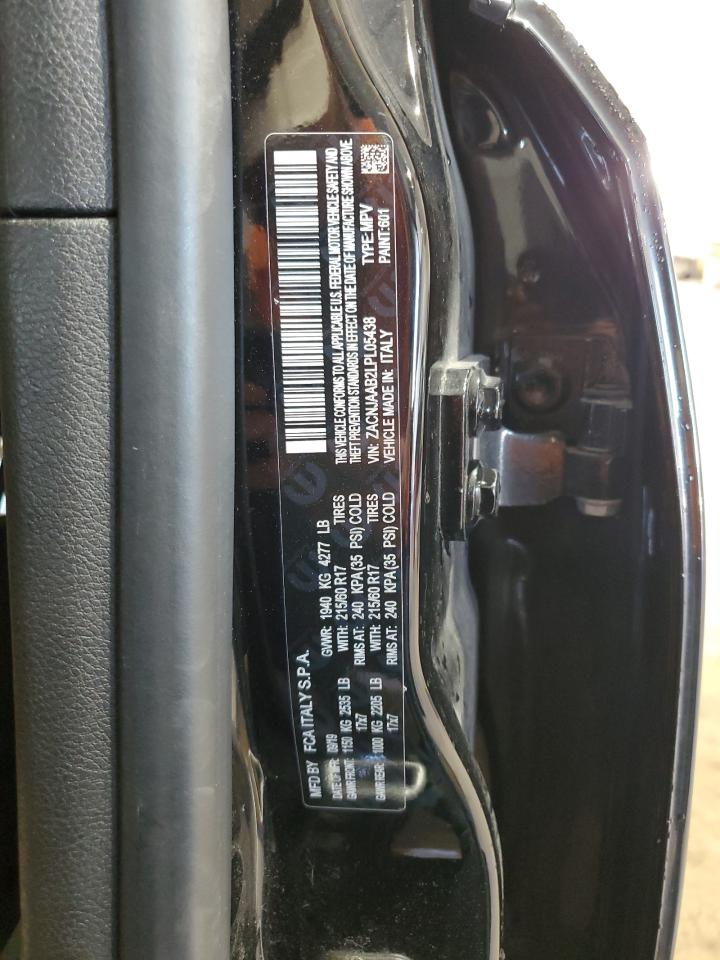 MFD BY FCA ITALY S.P.A.
DATE OF MFR: 09/19 GVWR: 1940 KG 4277 LB
GAWR FRONT: 1150 KG 2535 LB WITH: 215/60 R17 TIRES
17x7 RIMS AT: 240 KPA(35 PSI) COLD
GAWR REAR: 1000 KG 2205 LB WITH: 215/60 R17 TIRES
17x7 RIMS AT: 240 KPA(35 PSI) COLD
THIS VEHICLE CONFORMS TO ALL APPLICABLE U.S. FEDERAL MOTOR VEHICLE SAFETY AND
THEFT PREVENTION STANDARDS IN EFFECT ON THE DATE OF MANUFACTURE SHOWN ABOVE
VIN: ZACNJAAB2LPL05438 TYPE: MPV
VEHICLE MADE IN: ITALY PAINT: 601